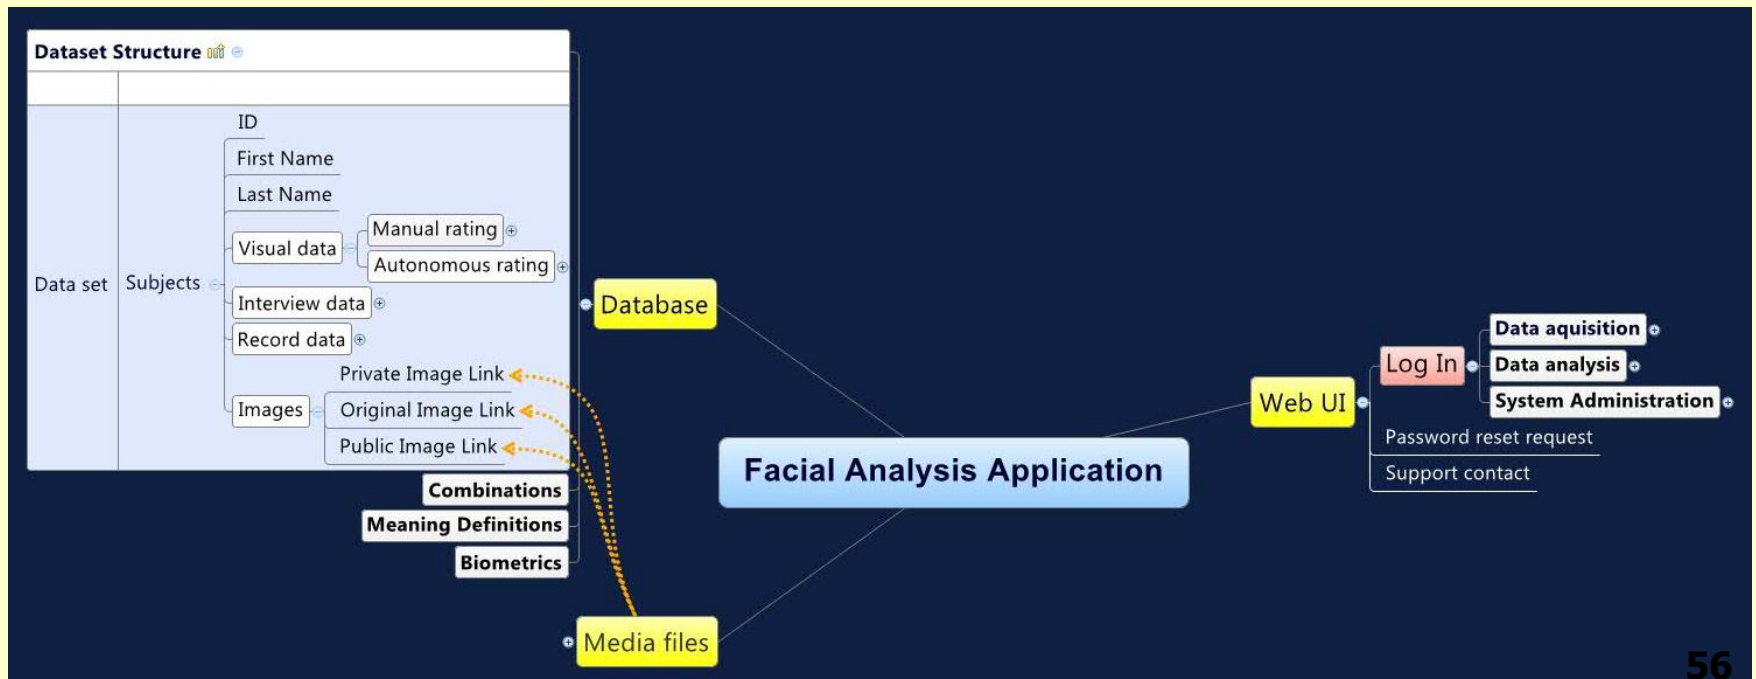 Dataset Structure
ID
First Name
Last Name
Manual rating
Visual data
Autonomous rating
Data set
Subjects
Interview data
Record data
Private Image Link
Images
Original Image Link
Public Image Link
Combinations
Meaning Definitions
Biometrics
Database
Media files
Facial Analysis Application
Web UI
Log In
Data aquisition
Data analysis
System Administration
Password reset request
Support contact
56